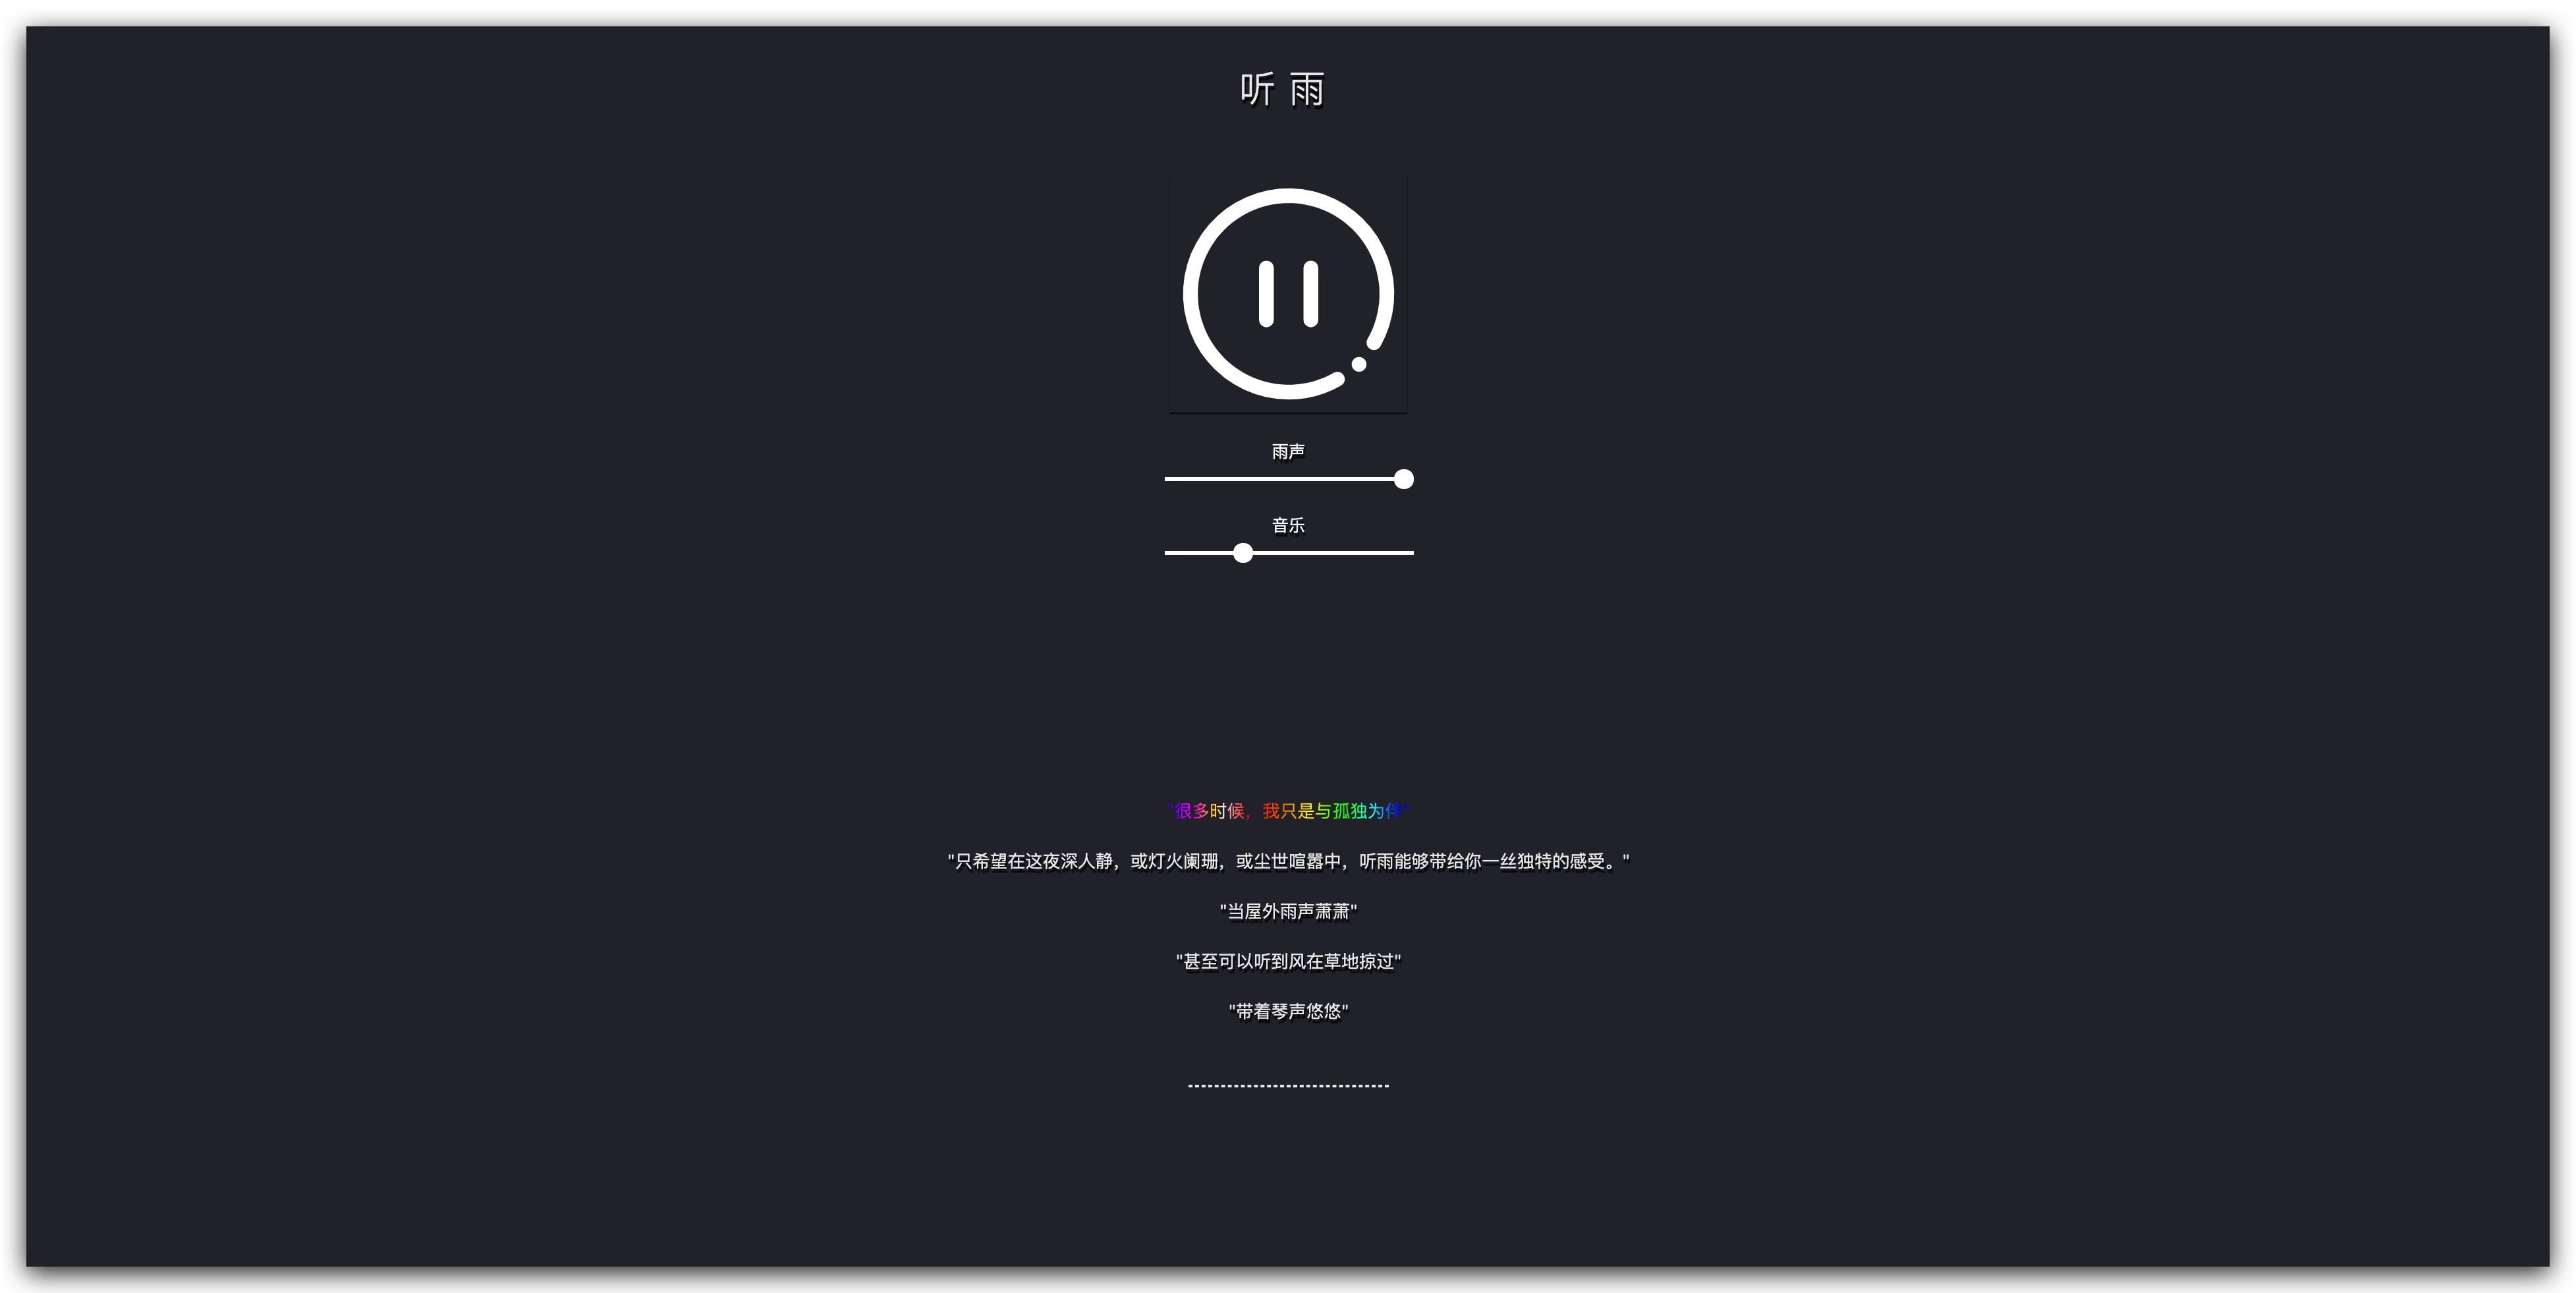 听 雨
雨声
音乐
"很多时候，我只是与孤独为伴"
"只希望在这夜深人静，或灯火阑珊，或尘世喧嚣中，听雨能够带给你一丝独特的感受。"
"当屋外雨声萧萧"
"甚至可以听到风在草地掠过"
"带着琴声悠悠"
-------------------------------